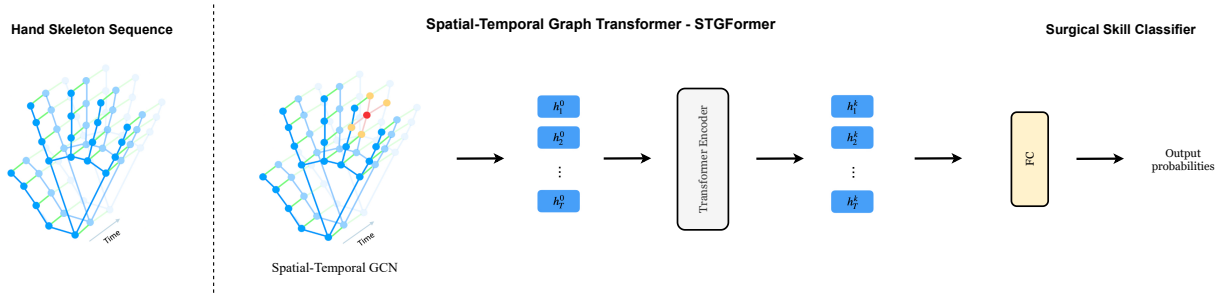 Hand Skeleton Sequence
Spatial-Temporal Graph Transformer - STGFormer
Surgical Skill Classifier
Time
Time
Spatial-Temporal GCN
h_1^0
h_2^0
⋮
h_T^0
Transformer Encoder
h_1^k
h_2^k
⋮
h_T^k
FC
Output
probabilities